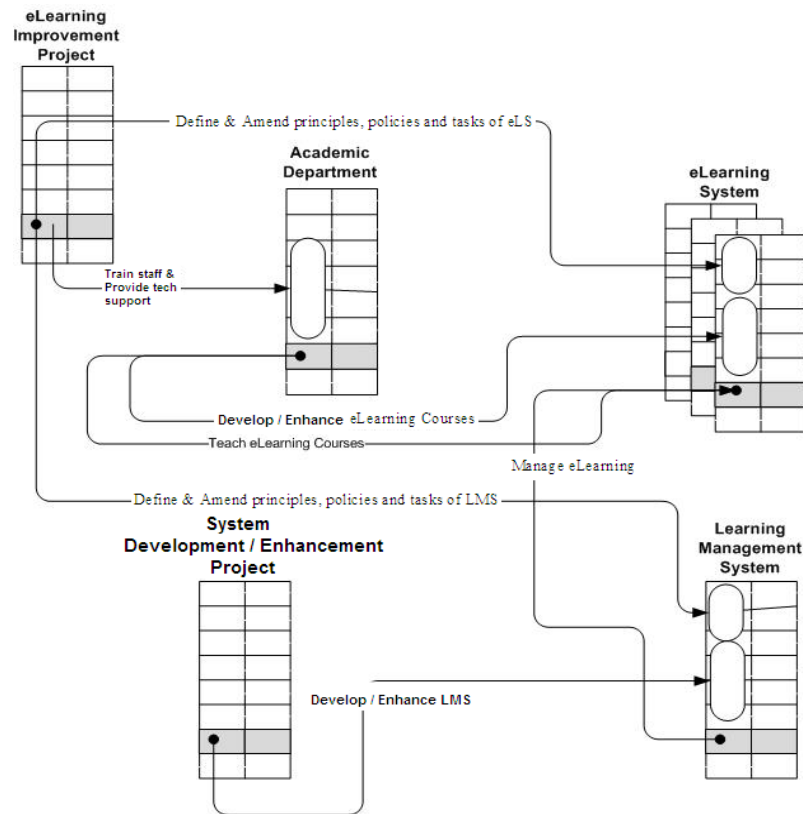 eLearning
Improvement
Project
Define & Amend principles, policies and tasks of eLS
Academic
Department
eLearning
System
Train staff &
Provide tech
support
Develop / Enhance eLearning Courses
Teach eLearning Courses
Manage eLearning
Define & Amend principles, policies and tasks of LMS
System
Development / Enhancement
Project
Learning
Management
System
Develop / Enhance LMS